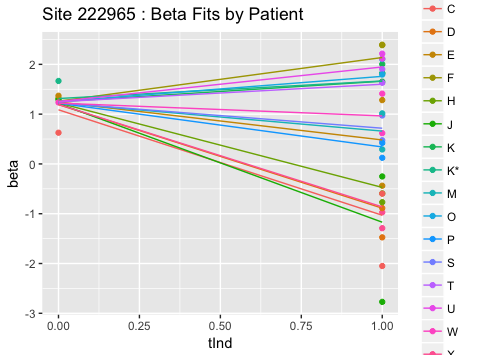 Site 222965 : Beta Fits by Patient
beta
2
1
0
-1
-2
-3
0.00 0.25 0.50 0.75 1.00
tInd
C
D
E
F
H
J
K
K*
M
O
P
S
T
U
W